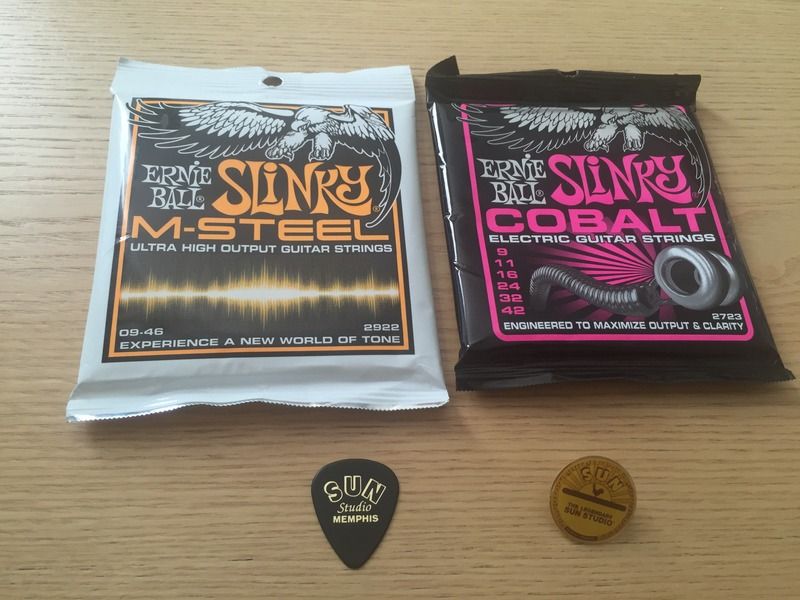 ERNIE BALL® SLINKY®
M-STEEL
ULTRA HIGH OUTPUT GUITAR STRINGS
09-46 2922
EXPERIENCE A NEW WORLD OF TONE
ERNIE BALL® SLINKY®
COBALT
ELECTRIC GUITAR STRINGS
9
11
16
24
32
42
2723
ENGINEERED TO MAXIMIZE OUTPUT & CLARITY
SUN
Studio
MEMPHIS
SUN
THE LEGENDARY
SUN STUDIO